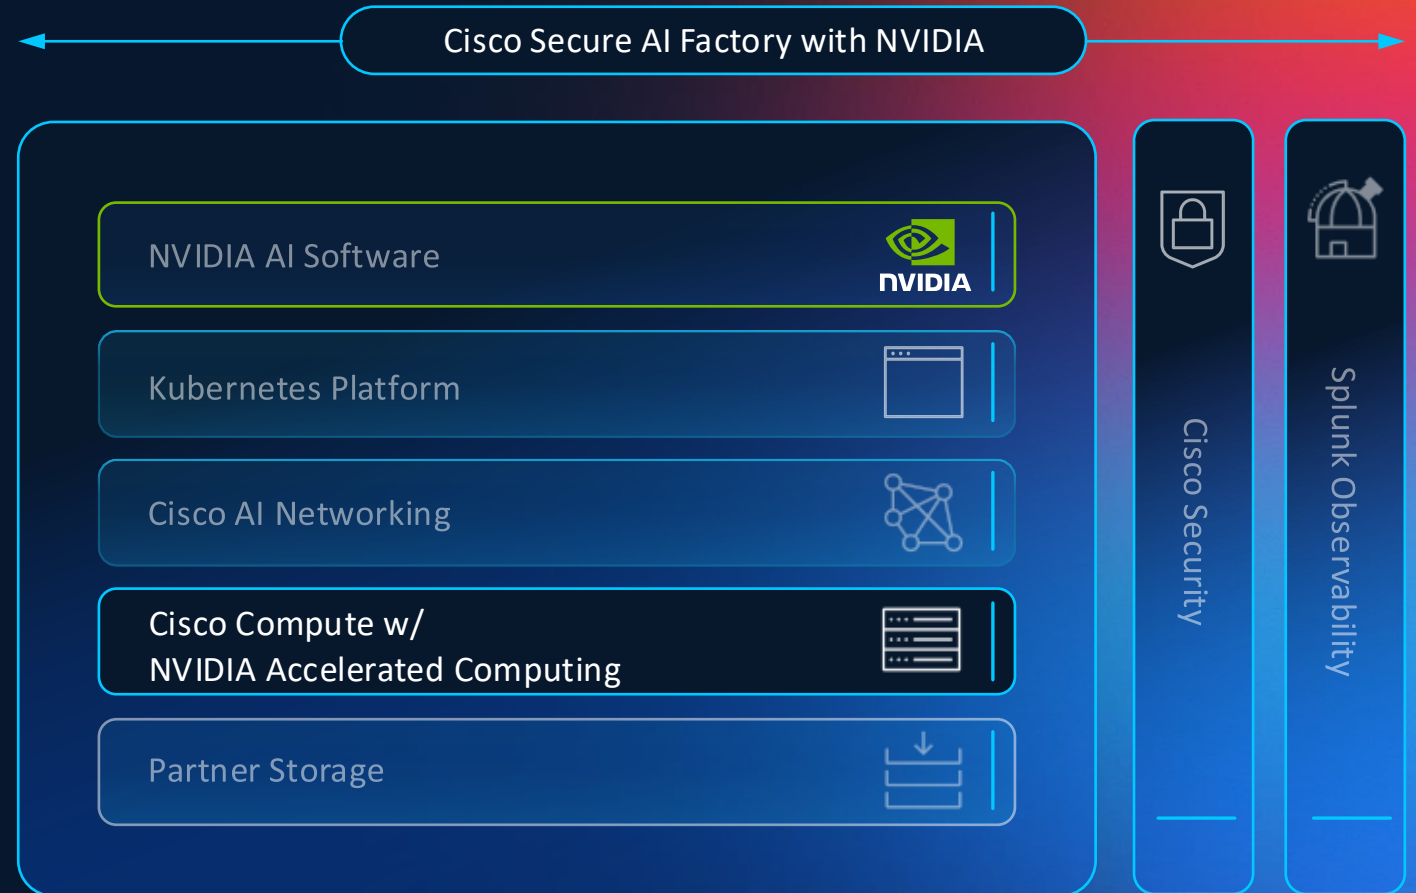 Cisco Secure AI Factory with NVIDIA
NVIDIA AI Software
NVIDIA
Kubernetes Platform
Cisco AI Networking
Cisco Compute w/
NVIDIA Accelerated Computing
Partner Storage
Cisco Security
Splunk Observability